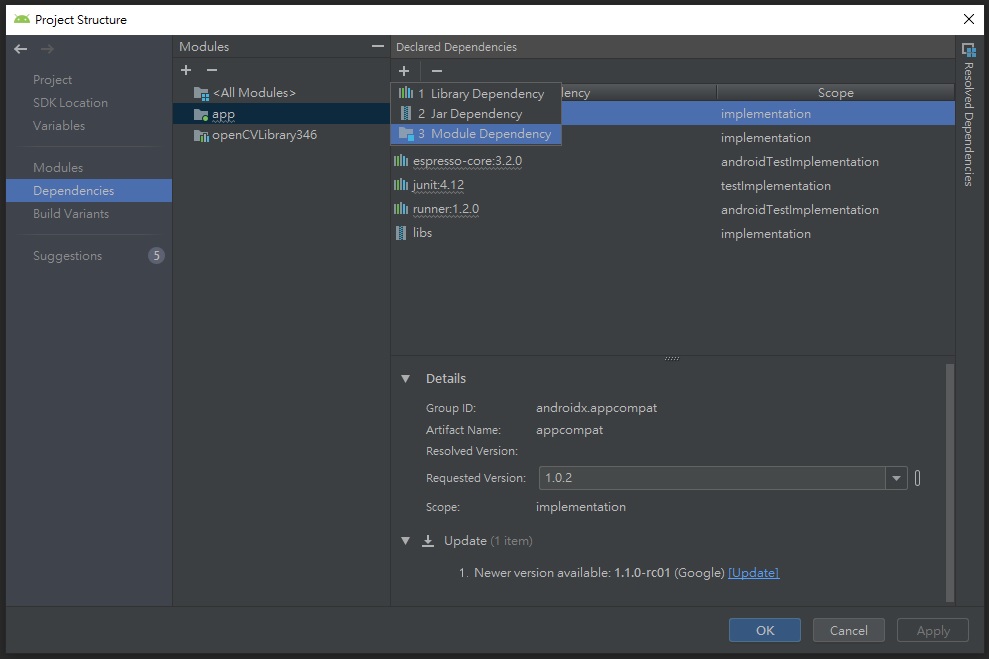 Project Structure
Modules
Declared Dependencies
Project
SDK Location
Variables
Modules
Dependencies
Build Variants
Suggestions
5
<All Modules>
app
openCVLibrary346
Scope
1 Library Dependency
2 Jar Dependency
3 Module Dependency
implementation
implementation
espresso-core:3.2.0
androidTestImplementation
junit:4.12
testImplementation
runner:1.2.0
androidTestImplementation
libs
implementation
Resolved Dependencies
Details
Group ID: androidx.appcompat
Artifact Name: appcompat
Resolved Version:
Requested Version: 1.0.2
Scope: implementation
Update (1 item)
1. Newer version available: 1.1.0-rc01 (Google) [Update]
OK
Cancel
Apply